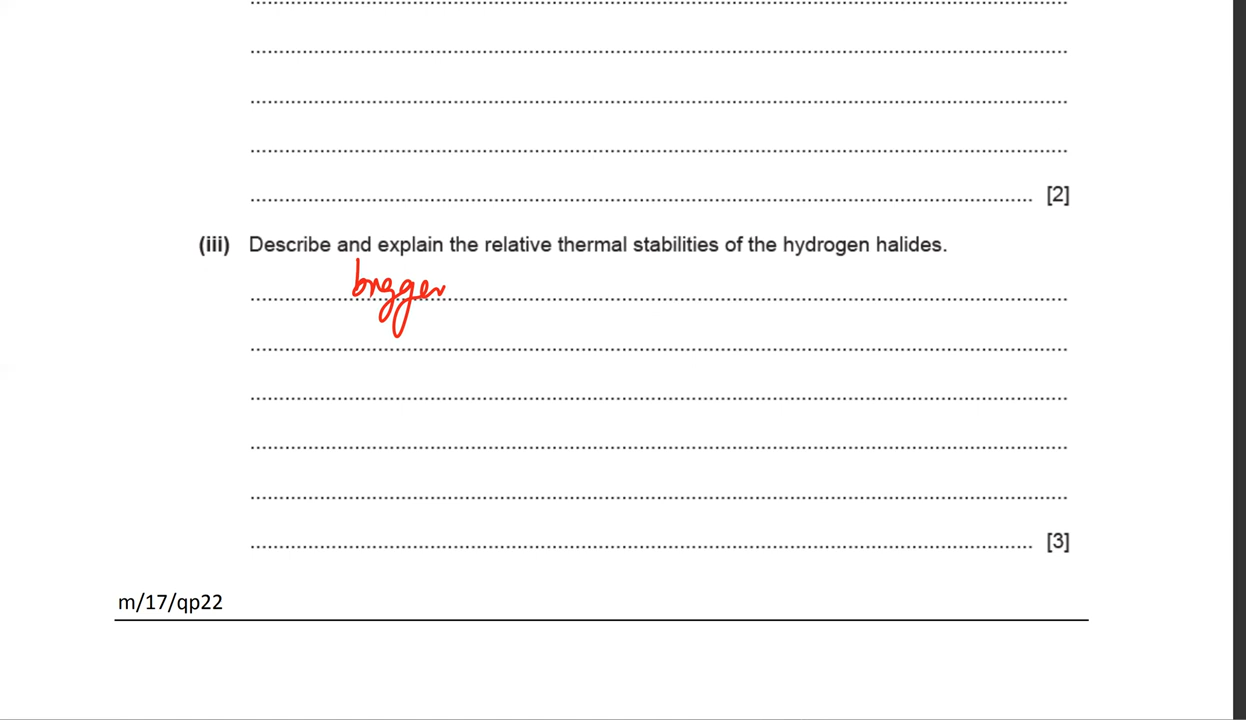 [2]
(iii) Describe and explain the relative thermal stabilities of the hydrogen halides.
bigger
[3]
m/17/qp22